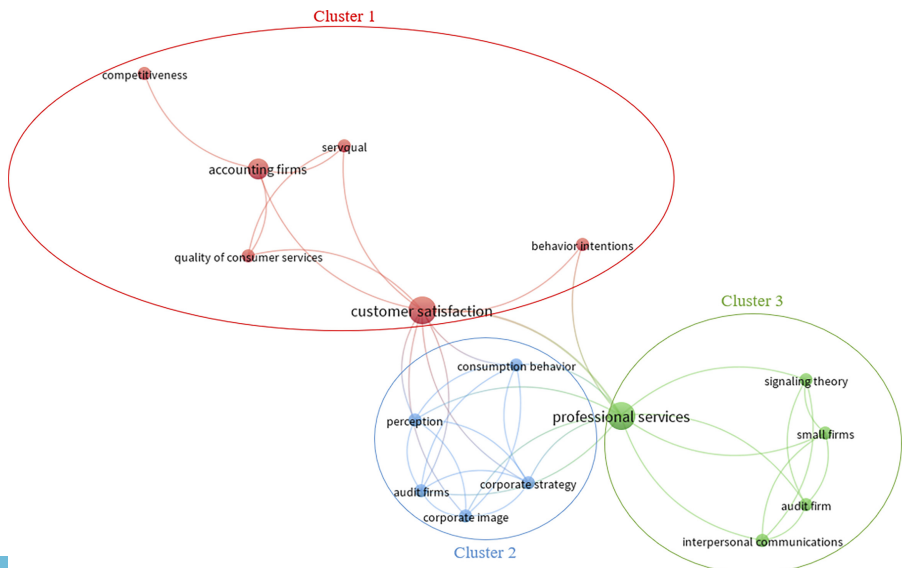 Cluster 1
competitiveness
servqual
accounting firms
behavior intentions
quality of consumer services
customer satisfaction
Cluster 3
consumption behavior
signaling theory
perception
professional services
small firms
audit firms
corporate strategy
audit firm
corporate image
interpersonal communications
Cluster 2